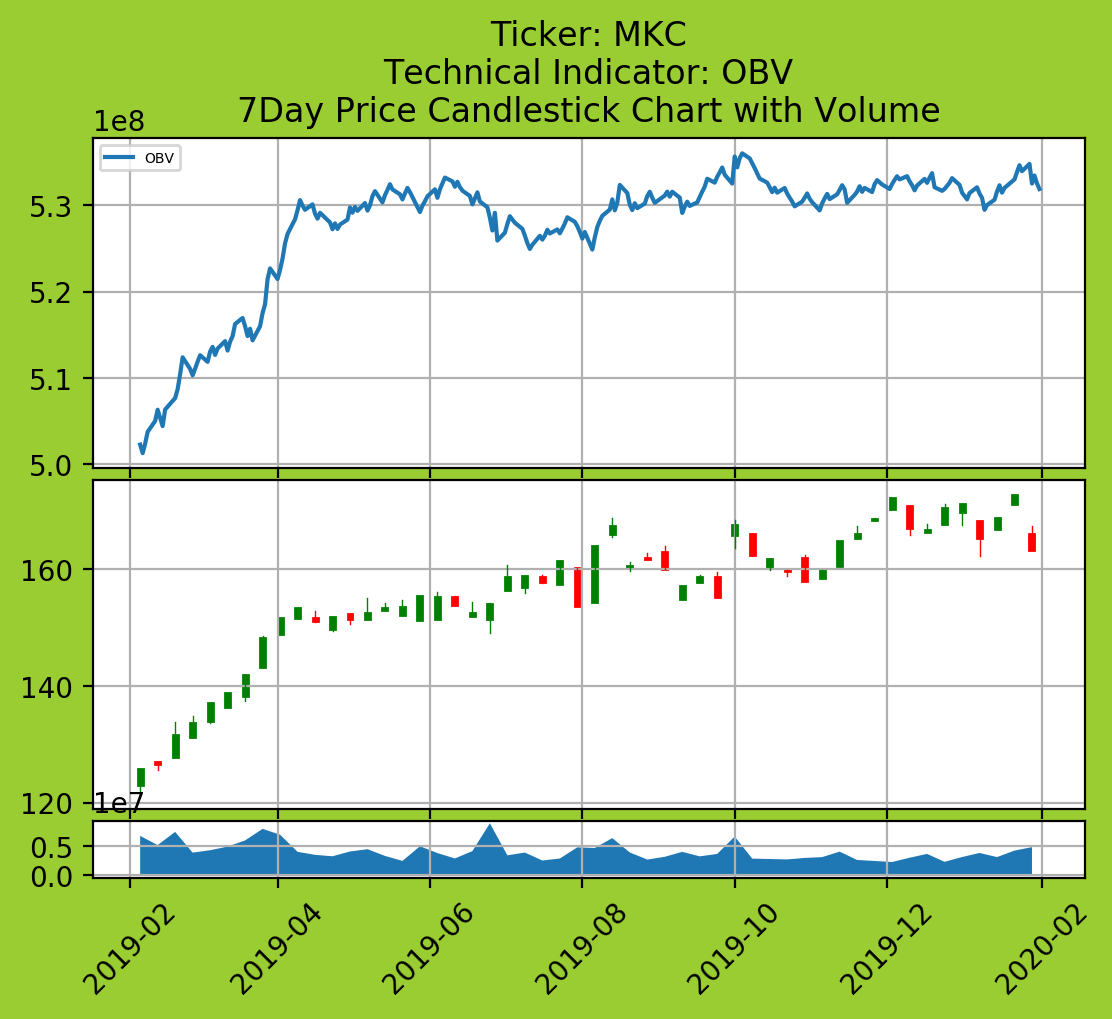 Ticker: MKC
Technical Indicator: OBV
7Day Price Candlestick Chart with Volume
1e8
OBV
5.3
5.2
5.1
5.0
160
140
120
1e7
0.5
0.0
2019-02
2019-04
2019-06
2019-08
2019-10
2019-12
2020-02